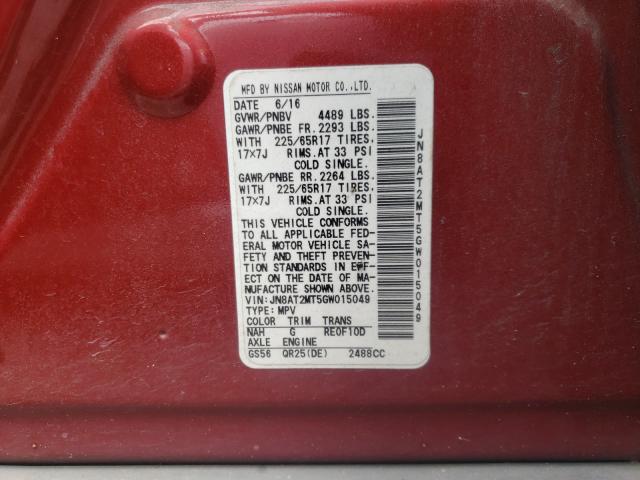 MFD BY NISSAN MOTOR CO.,LTD.
DATE 6/16
GVWR/PNBV 4489 LBS.
GAWR/PNBE FR. 2293 LBS.
WITH 225/65R17 TIRES,
17×7J RIMS.AT 33 PSI
COLD SINGLE.
GAWR/PNBE RR. 2264 LBS.
WITH 225/65R17 TIRES,
17×7J RIMS.AT 33 PSI
COLD SINGLE.
THIS VEHICLE CONFORMS
TO ALL APPLICABLE FED-
ERAL MOTOR VEHICLE SA-
FETY AND THEFT PREVEN-
TION STANDARDS IN EFF-
ECT ON THE DATE OF MA-
NUFACTURE SHOWN ABOVE.
VIN: JN8AT2MT5GW015049
TYPE: MPV
COLOR TRIM TRANS
NAH G RE0F10D
AXLE ENGINE
GS56 QR25(DE) 2488CC
JN8AT2MT5GW015049